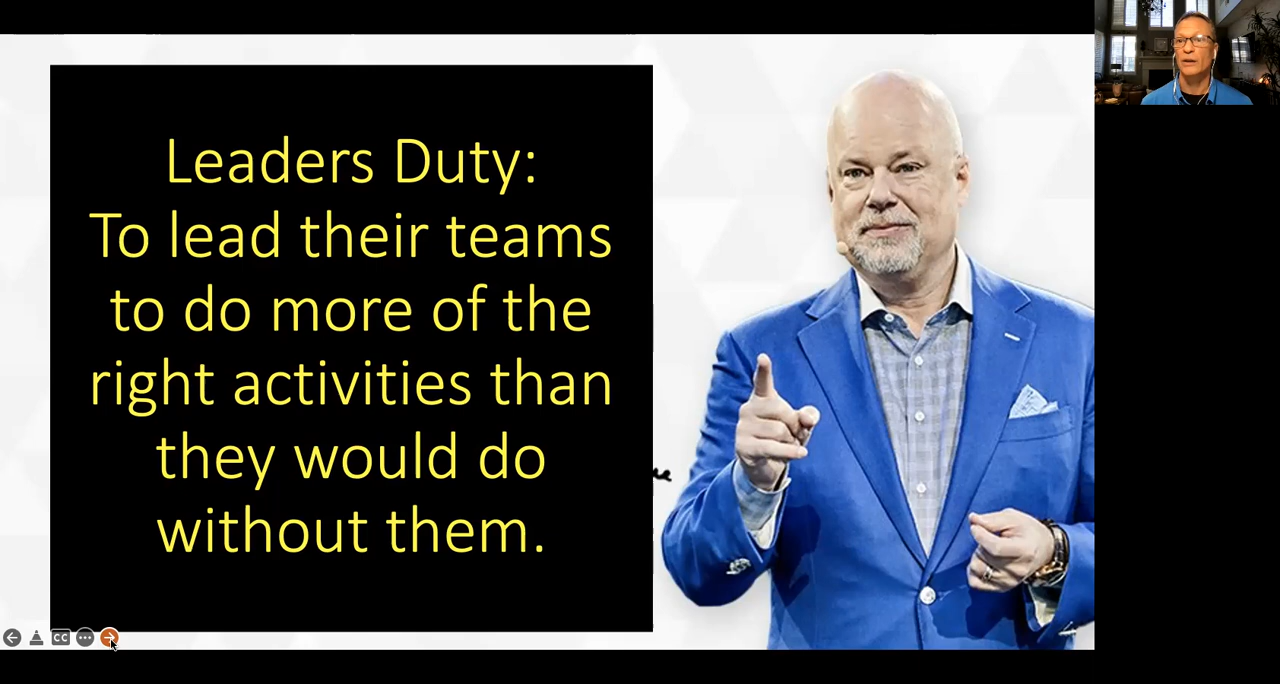 Leaders Duty:
To lead their teams
to do more of the
right activities than
they would do
without them.
CC